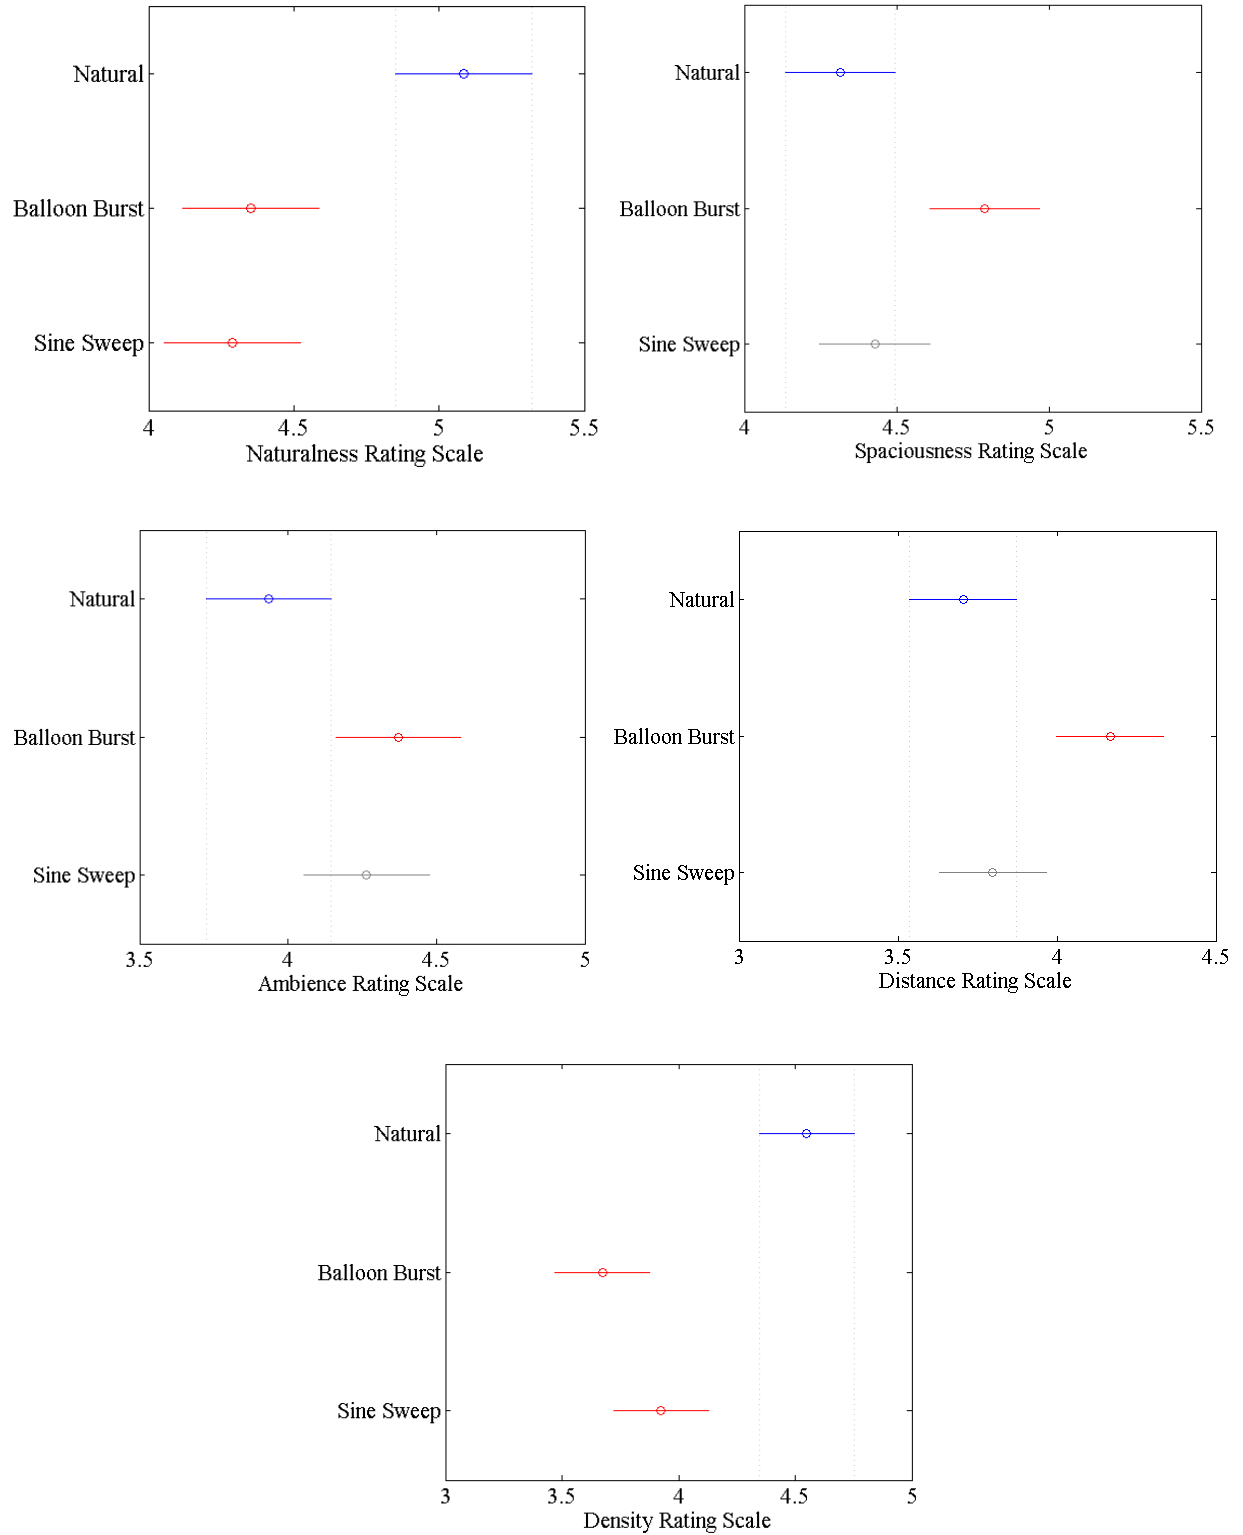 Natural
Balloon Burst
Sine Sweep
4 4.5 5 5.5
Naturalness Rating Scale
Natural
Balloon Burst
Sine Sweep
4 4.5 5 5.5
Spaciousness Rating Scale
Natural
Balloon Burst
Sine Sweep
3.5 4 4.5 5
Ambience Rating Scale
Natural
Balloon Burst
Sine Sweep
3 3.5 4 4.5
Distance Rating Scale
Natural
Balloon Burst
Sine Sweep
3 3.5 4 4.5 5
Density Rating Scale